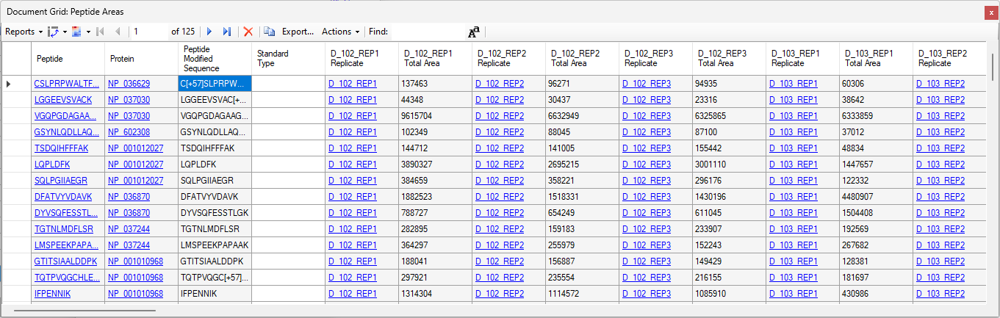 Document Grid: Peptide Areas x
Reports 1 of 125 Export... Actions Find: Aa
Peptide Protein Peptide Modified Sequence Standard Type D_102_REP1 Replicate D_102_REP1 Total Area D_102_REP2 Replicate D_102_REP2 Total Area D_102_REP3 Replicate D_102_REP3 Total Area D_103_REP1 Replicate D_103_REP1 Total Area D_103_REP2 Replicate
CSLPRPWALTF... NP_036629 C[+57]SLPRPW... D_102_REP1 137463 D_102_REP2 96271 D_102_REP3 94935 D_103_REP1 60306 D_103_REP2
LGGEEVSVACK NP_037030 LGGEEVSVAC[+... D_102_REP1 44348 D_102_REP2 30437 D_102_REP3 23316 D_103_REP1 38642 D_103_REP2
VGQPGDAGAA... NP_037030 VGQPGDAGAAG... D_102_REP1 9615704 D_102_REP2 6632949 D_102_REP3 6325865 D_103_REP1 6333859 D_103_REP2
GSYNLQDLLAQ... NP_602308 GSYNLQDLLAQ... D_102_REP1 102349 D_102_REP2 88045 D_102_REP3 87100 D_103_REP1 37012 D_103_REP2
TSDQIHFFFAK NP_001012027 TSDQIHFFFAK D_102_REP1 144712 D_102_REP2 141005 D_102_REP3 155442 D_103_REP1 48834 D_103_REP2
LQPLDFK NP_001012027 LQPLDFK D_102_REP1 3890327 D_102_REP2 2695215 D_102_REP3 3001110 D_103_REP1 1447657 D_103_REP2
SQLPGIIAEGR NP_001012027 SQLPGIIAEGR D_102_REP1 384659 D_102_REP2 358221 D_102_REP3 296176 D_103_REP1 122332 D_103_REP2
DFATVYVDAVK NP_036870 DFATVYVDAVK D_102_REP1 1882523 D_102_REP2 1518331 D_102_REP3 1430196 D_103_REP1 4480907 D_103_REP2
DYVSQFESSTL... NP_036870 DYVSQFESSTLGK D_102_REP1 788727 D_102_REP2 654249 D_102_REP3 611045 D_103_REP1 1504408 D_103_REP2
TGTNLMDFLSR NP_037244 TGTNLMDFLSR D_102_REP1 282895 D_102_REP2 159183 D_102_REP3 233907 D_103_REP1 192569 D_103_REP2
LMSPEEKPAPA... NP_037244 LMSPEEKPAPAAK D_102_REP1 364297 D_102_REP2 255979 D_102_REP3 152243 D_103_REP1 267682 D_103_REP2
GTITSIAALDDPK NP_001010968 GTITSIAALDDPK D_102_REP1 188041 D_102_REP2 156887 D_102_REP3 149429 D_103_REP1 128381 D_103_REP2
TQTPVQGCHLE... NP_001010968 TQTPVQGC[+57]... D_102_REP1 297921 D_102_REP2 235554 D_102_REP3 216155 D_103_REP1 181697 D_103_REP2
IFPENNIK NP_001010968 IFPENNIK D_102_REP1 1314304 D_102_REP2 1114572 D_102_REP3 1085910 D_103_REP1 430986 D_103_REP2